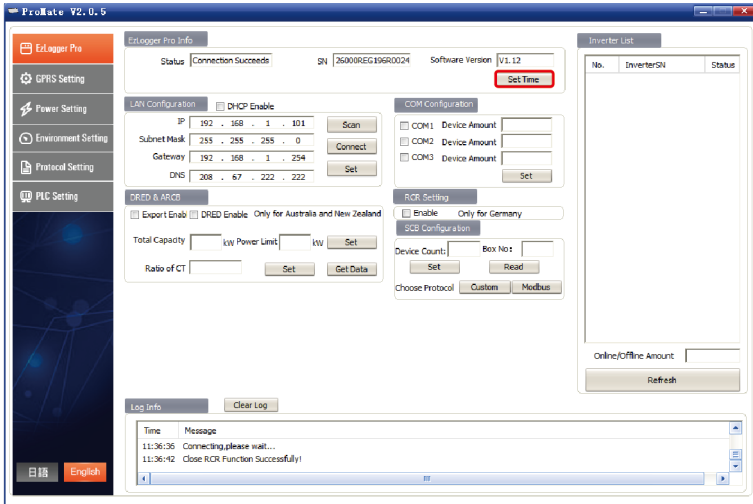 ProMate V2.0.5
EzLogger Pro
GPRS Setting
Power Setting
Environment Setting
Protocol Setting
PLC Setting
日語
English
EzLogger Pro Info
Status Connection Succeeds SN 26000REG196R0024 Software Version V1.12
Set Time
LAN Configuration DHCP Enable
IP 192 . 168 . 1 . 101 Scan
Subnet Mask 255 . 255 . 255 . 0 Connect
Gateway 192 . 168 . 1 . 254
DNS 208 . 67 . 222 . 222 Set
COM Configuration
COM1 Device Amount
COM2 Device Amount
COM3 Device Amount
Set
DRED & ARCB
Export Enab DRED Enable Only for Australia and New Zealand
Total Capacity kW Power Limit kW Set
Ratio of CT Set Get Data
RCR Setting
Enable Only for Germany
SCB Configuration
Device Count: Box No:
Set Read
Choose Protocol Custom Modbus
Inverter List
No. InverterSN Status
Online/Offline Amount
Refresh
Log Info Clear Log
Time Message
11:36:36 Connecting,please wait...
11:36:42 Close RCR Function Successfully!